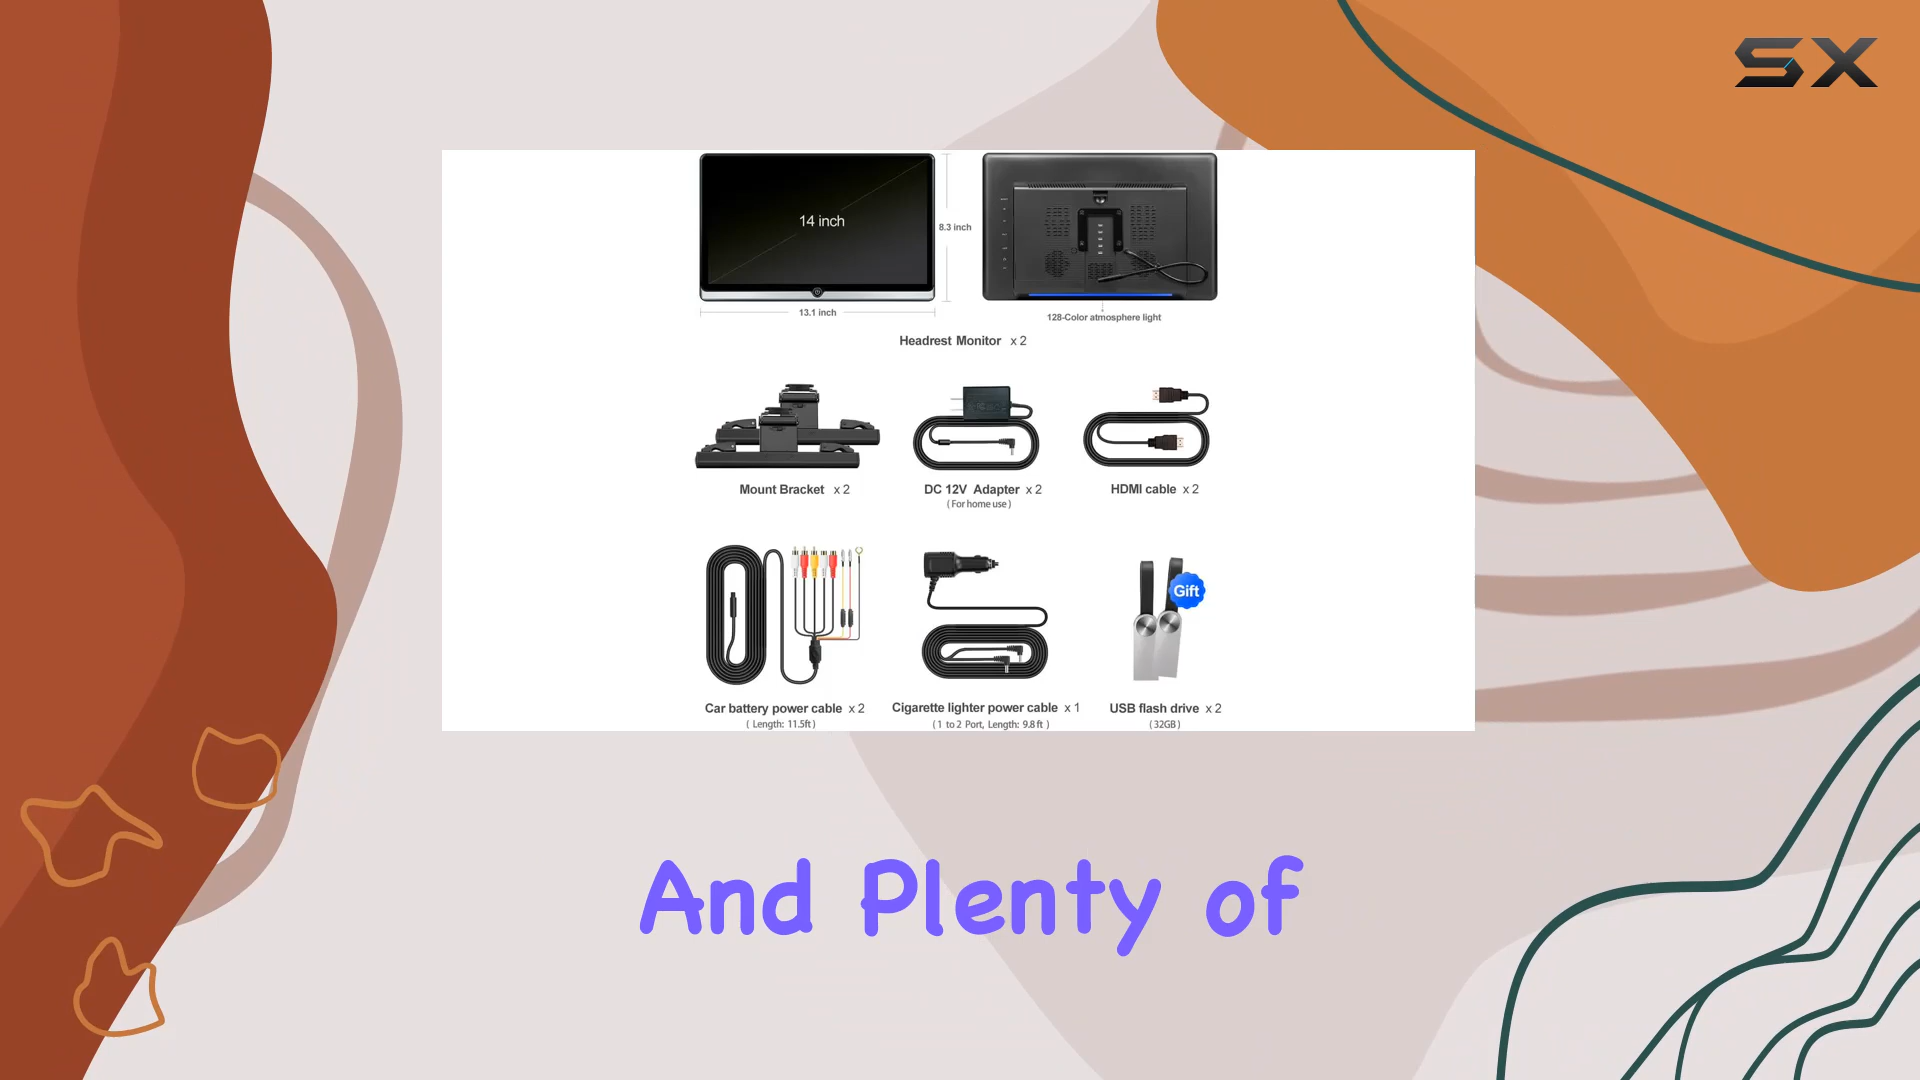 SX
14 inch
8.3 inch
13.1 inch
128-Color atmosphere light
Headrest Monitor x 2
Mount Bracket x 2
DC 12V Adapter x 2
( For home use )
HDMI cable x 2
Gift
Car battery power cable x 2
( Length: 11.5ft )
Cigarette lighter power cable x 1
( 1 to 2 Port, Length: 9.8 ft )
USB flash drive x 2
( 32GB )
And Plenty of